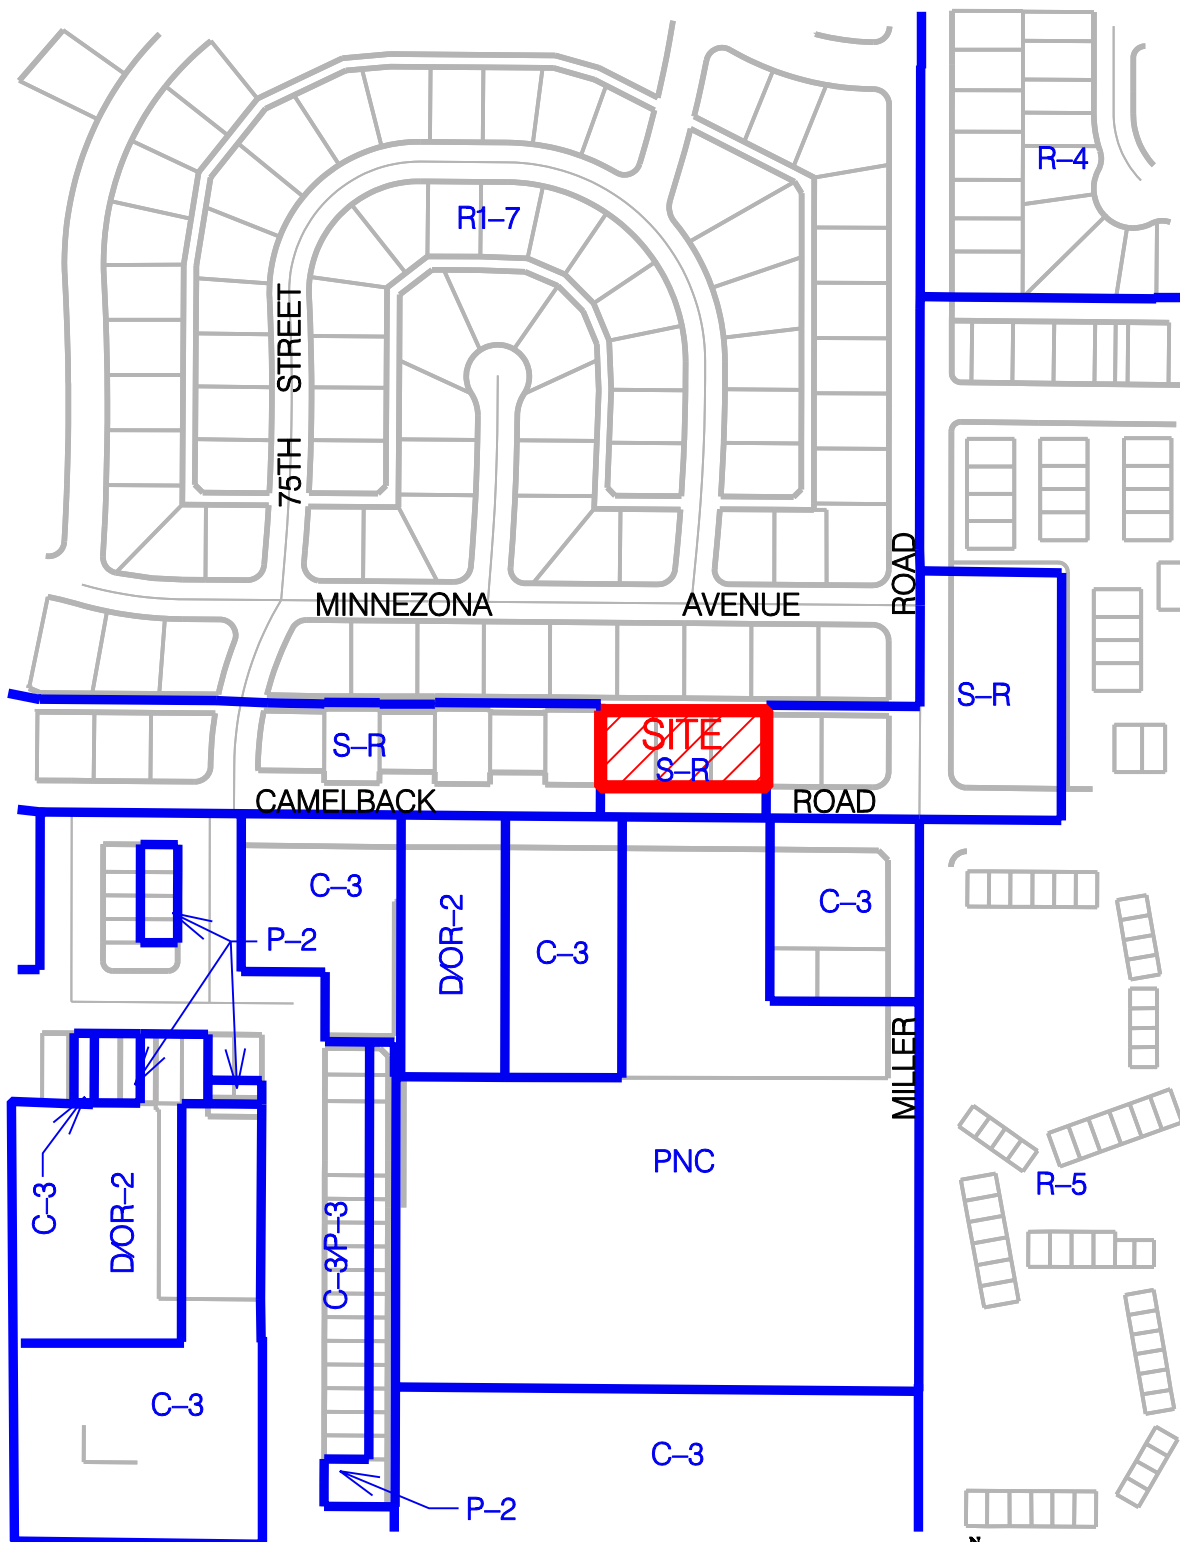 R–4
R1–7
75TH STREET
ROAD
MINNEZONA AVENUE
S–R
SITE
S–R
S–R
CAMELBACK ROAD
C–3
C–3
D/OR–2
C–3
P–2
MILLER
PNC
R–5
C–3
D/OR–2
C–3/P–3
C–3
C–3
P–2